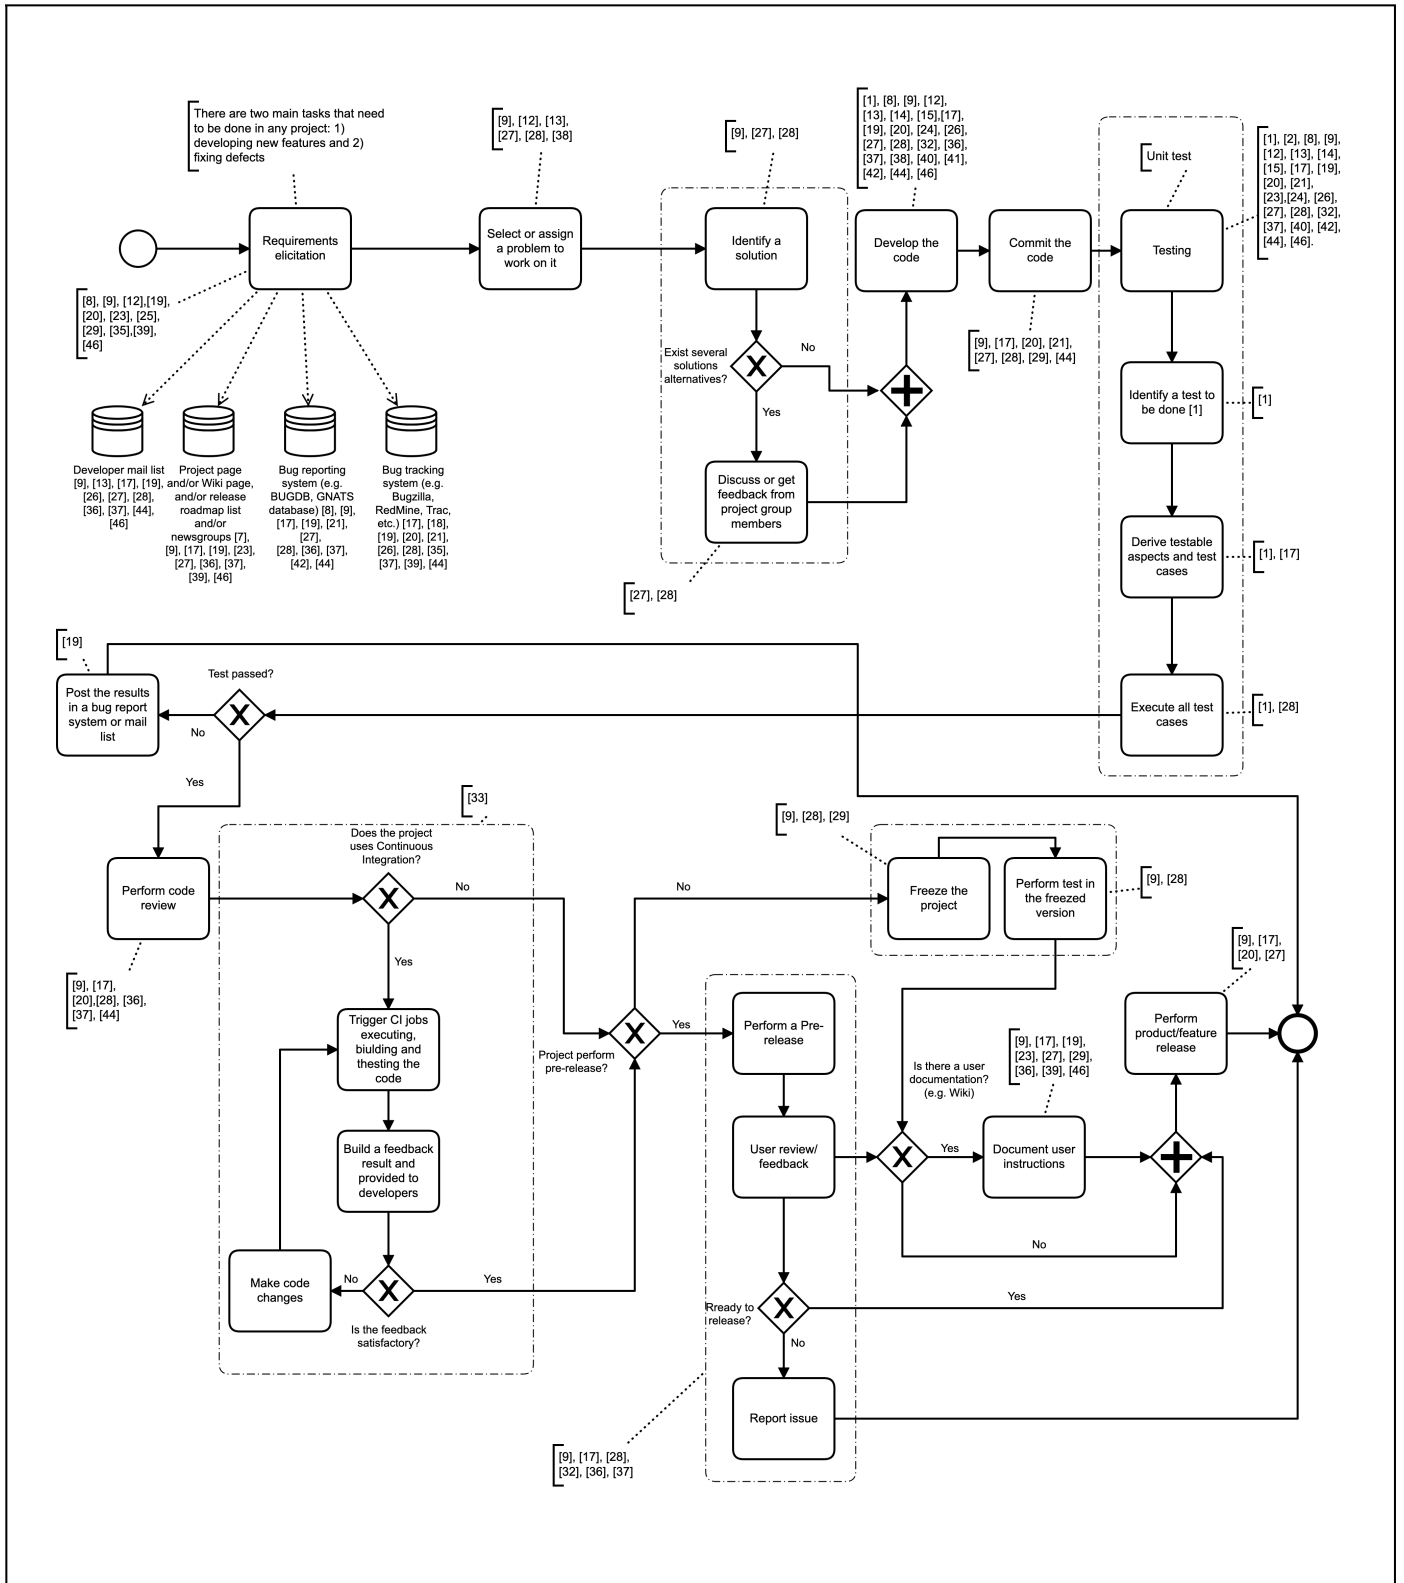 There are two main tasks that need
to be done in any project: 1)
developing new features and 2)
fixing defects
[9], [12], [13],
[27], [28], [38]
[9], [27], [28]
[1], [8], [9], [12],
[13], [14], [15],[17],
[19], [20], [24], [26],
[27], [28], [32], [36],
[37], [38], [40], [41],
[42], [44], [46]
Unit test
[1], [2], [8], [9],
[12], [13], [14],
[15], [17], [19],
[20], [21],
[23],[24], [26],
[27], [28], [32],
[37], [40], [42],
[44], [46].
Requirements
elicitation
Select or assign
a problem to
work on it
Identify a
solution
Develop the
code
Commit the
code
Testing
[8], [9], [12],[19],
[20], [23], [25],
[29], [35],[39],
[46]
Exist several
solutions
alternatives?
X
No
Yes
[9], [17], [20], [21],
[27], [28], [29], [44]
Identify a test to
be done [1]
[1]
Developer mail list
[9], [13], [17], [19],
[26], [27], [28],
[36], [37], [44],
[46]
Project page
and/or Wiki page,
and/or release
roadmap list
and/or
newsgroups [7],
[9], [17], [19], [23],
[27], [36], [37],
[39], [46]
Bug reporting
system (e.g.
BUGDB, GNATS
database) [8], [9],
[17], [19], [21],
[27],
[28], [36], [37],
[42], [44]
Bug tracking
system (e.g.
Bugzilla,
RedMine, Trac,
etc.) [17], [18],
[19], [20], [21],
[26], [28], [35],
[37], [39], [44]
Discuss or get
feedback from
project group
members
[27], [28]
Derive testable
aspects and test
cases
[1], [17]
[19]
Post the results
in a bug report
system or mail
list
Test passed?
X
No
Yes
Execute all test
cases
[1], [28]
[33]
Does the project
uses Continuous
Integration?
X
No
Yes
Perform code
review
[9], [17],
[20],[28], [36],
[37], [44]
[9], [28], [29]
No
Freeze the
project
Perform test in
the freezed
version
[9], [28]
[9], [17],
[20], [27]
Trigger CI jobs
executing,
biulding and
thesting the
code
Project perform
pre-release?
X
Yes
Perform a Pre-
release
Is there a user
documentation?
(e.g. Wiki)
[9], [17], [19],
[23], [27], [29],
[36], [39], [46]
Perform
product/feature
release
Build a feedback
result and
provided to
developers
User review/
feedback
X
Yes
Document user
instructions
No
Make code
changes
No
X
Yes
Is the feedback
satisfactory?
Rready to
release?
X
Yes
No
Report issue
[9], [17], [28],
[32], [36], [37]